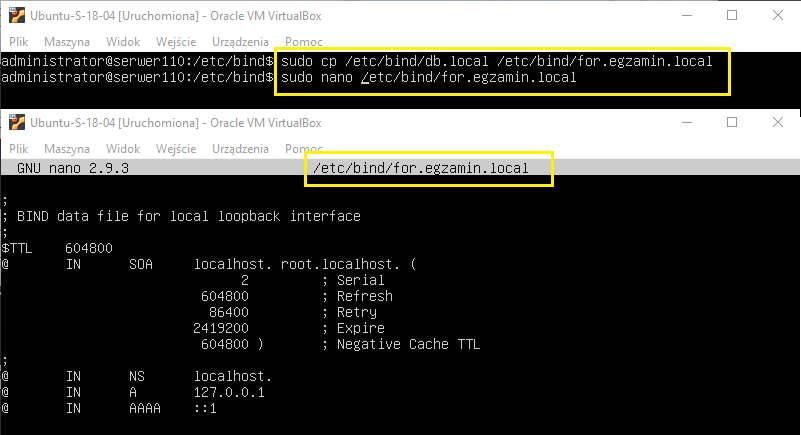 Ubuntu-S-18-04 [Uruchomiona] - Oracle VM VirtualBox
Plik Maszyna Widok Wejście Urządzenia Pomoc
administrator@serwer110:/etc/bind$ sudo cp /etc/bind/db.local /etc/bind/for.egzamin.local
administrator@serwer110:/etc/bind$ sudo nano /etc/bind/for.egzamin.local
Ubuntu-S-18-04 [Uruchomiona] - Oracle VM VirtualBox
Plik Maszyna Widok Wejście Urządzenia Pomoc
GNU nano 2.9.3 /etc/bind/for.egzamin.local
;
; BIND data file for local loopback interface
;
$TTL 604800
@ IN SOA localhost. root.localhost. (
2 ; Serial
604800 ; Refresh
86400 ; Retry
2419200 ; Expire
604800 ) ; Negative Cache TTL
;
@ IN NS localhost.
@ IN A 127.0.0.1
@ IN AAAA ::1